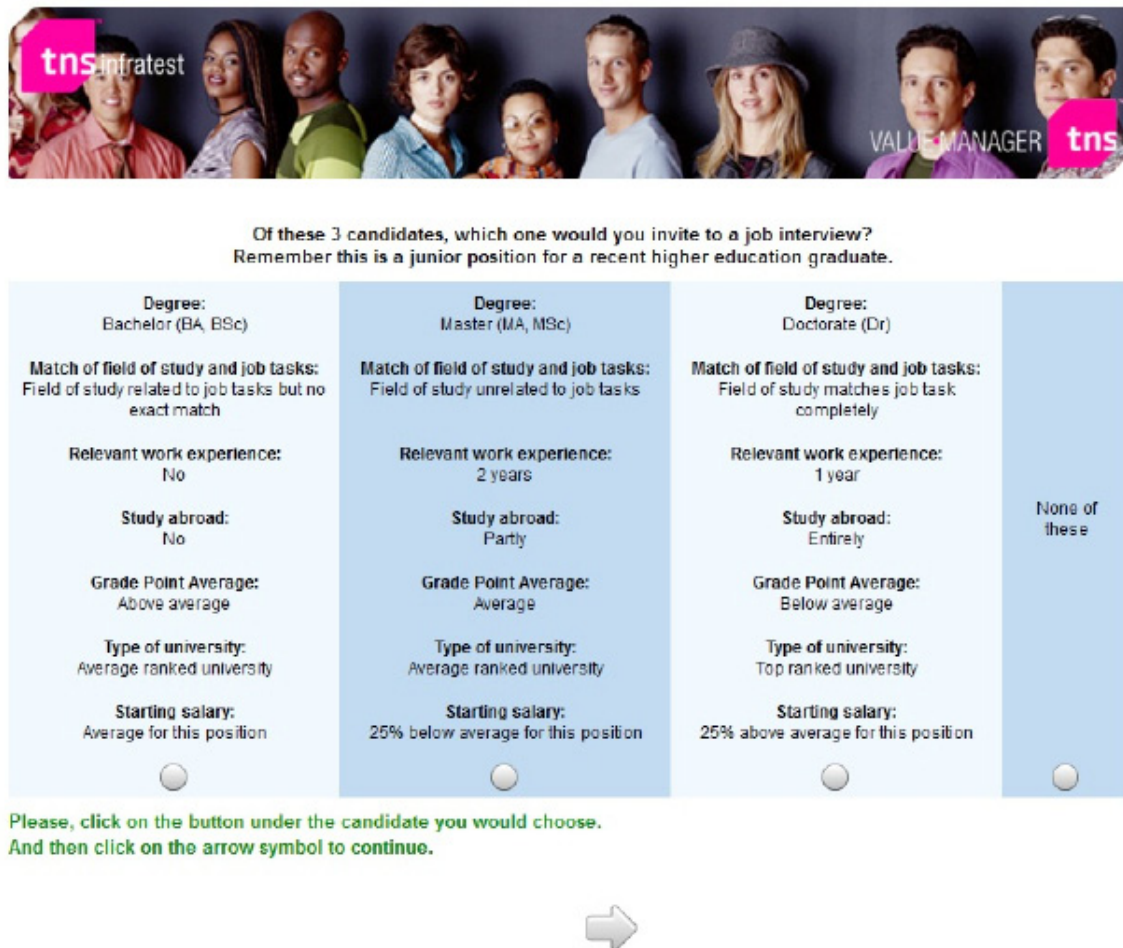 tns infratest
VALUE MANAGER tns
Of these 3 candidates, which one would you invite to a job interview?
Remember this is a junior position for a recent higher education graduate.
Degree:
Bachelor (BA, BSc)
Match of field of study and job tasks:
Field of study related to job tasks but no
exact match
Relevant work experience:
No
Study abroad:
No
Grade Point Average:
Above average
Type of university:
Average ranked university
Starting salary:
Average for this position
Degree:
Master (MA, MSc)
Match of field of study and job tasks:
Field of study unrelated to job tasks
Relevant work experience:
2 years
Study abroad:
Partly
Grade Point Average:
Average
Type of university:
Average ranked university
Starting salary:
25% below average for this position
Degree:
Doctorate (Dr)
Match of field of study and job tasks:
Field of study matches job task
completely
Relevant work experience:
1 year
Study abroad:
Entirely
Grade Point Average:
Below average
Type of university:
Top ranked university
Starting salary:
25% above average for this position
None of
these
Please, click on the button under the candidate you would choose.
And then click on the arrow symbol to continue.